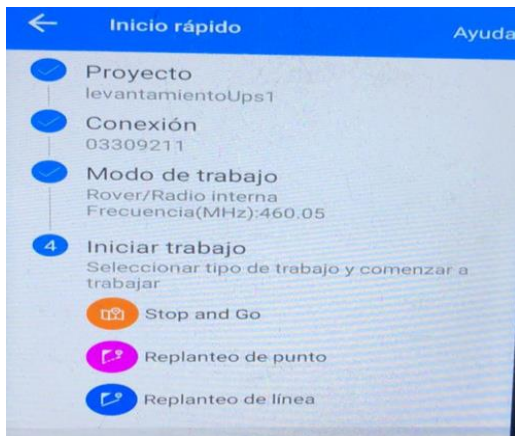 Inicio rápido
Ayuda
Proyecto
levantamientoUps1
Conexión
03309211
Modo de trabajo
Rover/Radio interna
Frecuencia(MHz):460.05
4 Iniciar trabajo
Seleccionar tipo de trabajo y comenzar a
trabajar
Stop and Go
Replanteo de punto
Replanteo de línea